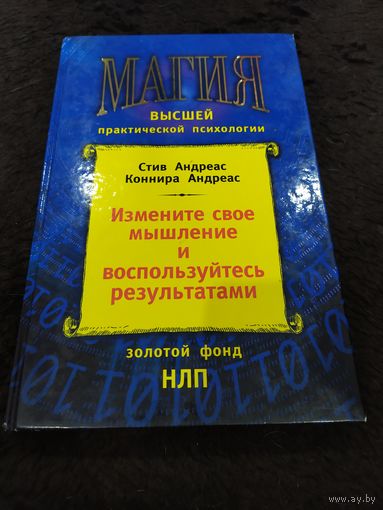 МАГИЯ
ВЫСШЕЙ
практической психологии
Стив Андреас
Коннира Андреас
Измените свое
мышление
и
воспользуйтесь
результатами
золотой фонд
НЛП
www.ay.by